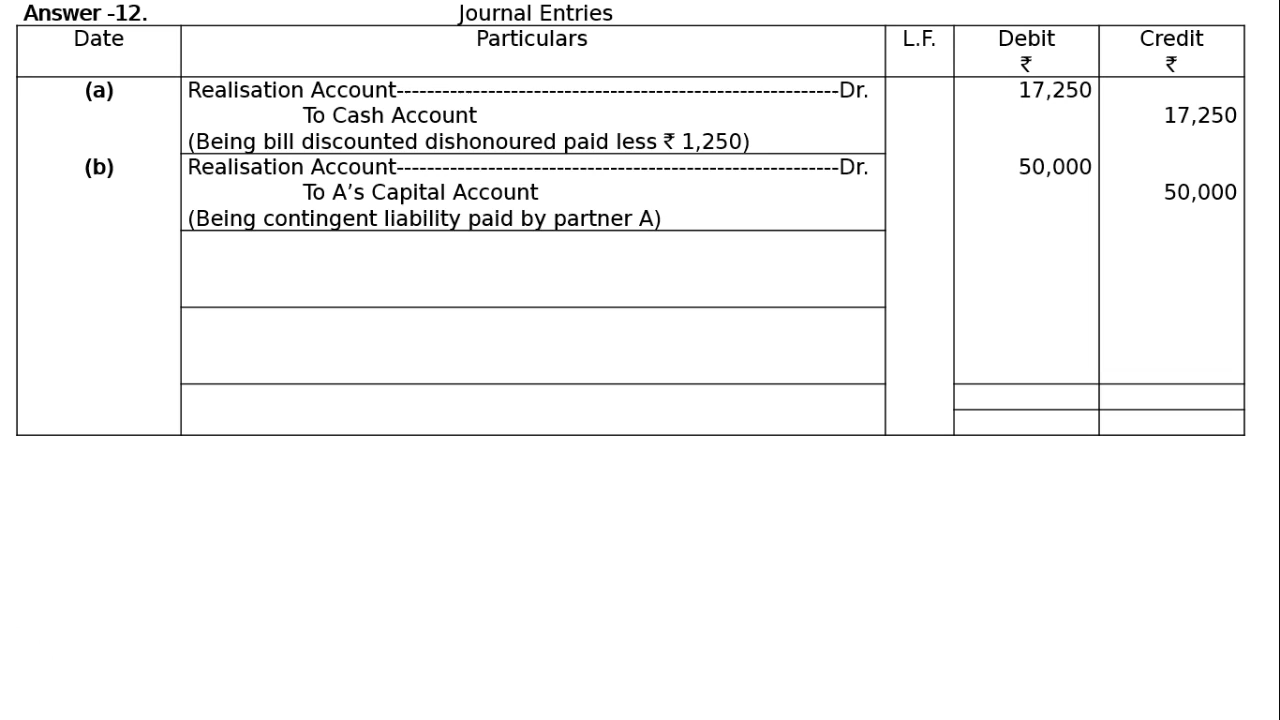 Answer -12. Journal Entries
Date Particulars L.F. Debit Credit
₹ ₹
(a) Realisation Account-----------------------------------------------------------Dr. 17,250
To Cash Account 17,250
(Being bill discounted dishonoured paid less ₹ 1,250)
(b) Realisation Account-----------------------------------------------------------Dr. 50,000
To A’s Capital Account 50,000
(Being contingent liability paid by partner A)